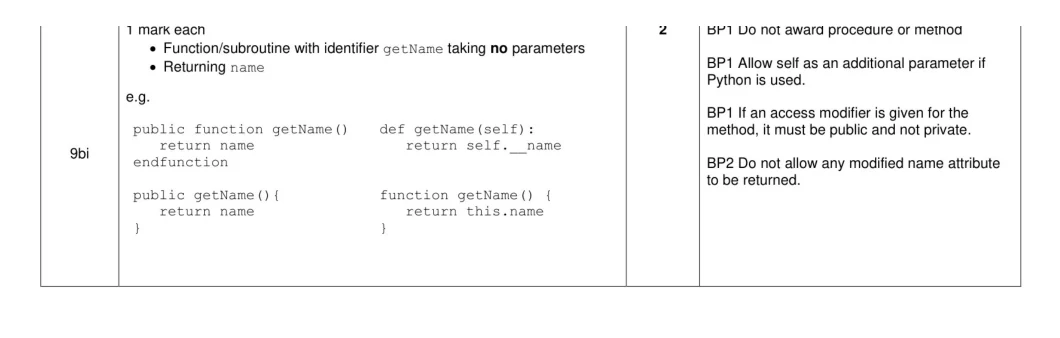 1 mark each
2
BP1 Do not award procedure or method
• Function/subroutine with identifier getName taking no parameters
• Returning name
BP1 Allow self as an additional parameter if
Python is used.
e.g.
BP1 If an access modifier is given for the
method, it must be public and not private.
public function getName()
return name
endfunction
def getName(self):
return self.__name
9bi
BP2 Do not allow any modified name attribute
to be returned.
public getName(){
return name
}
function getName() {
return this.name
}